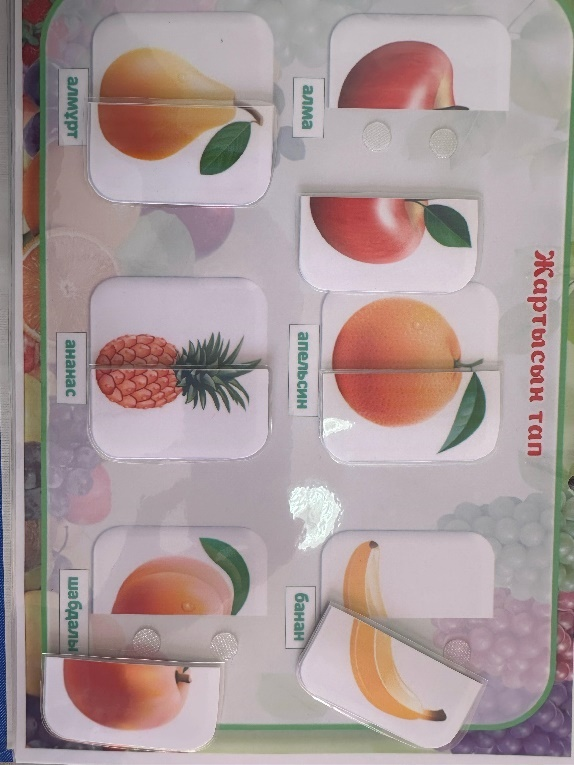 Жартысын тап
алма
апельсин
банан
алмұрт
ананас
шабдалы